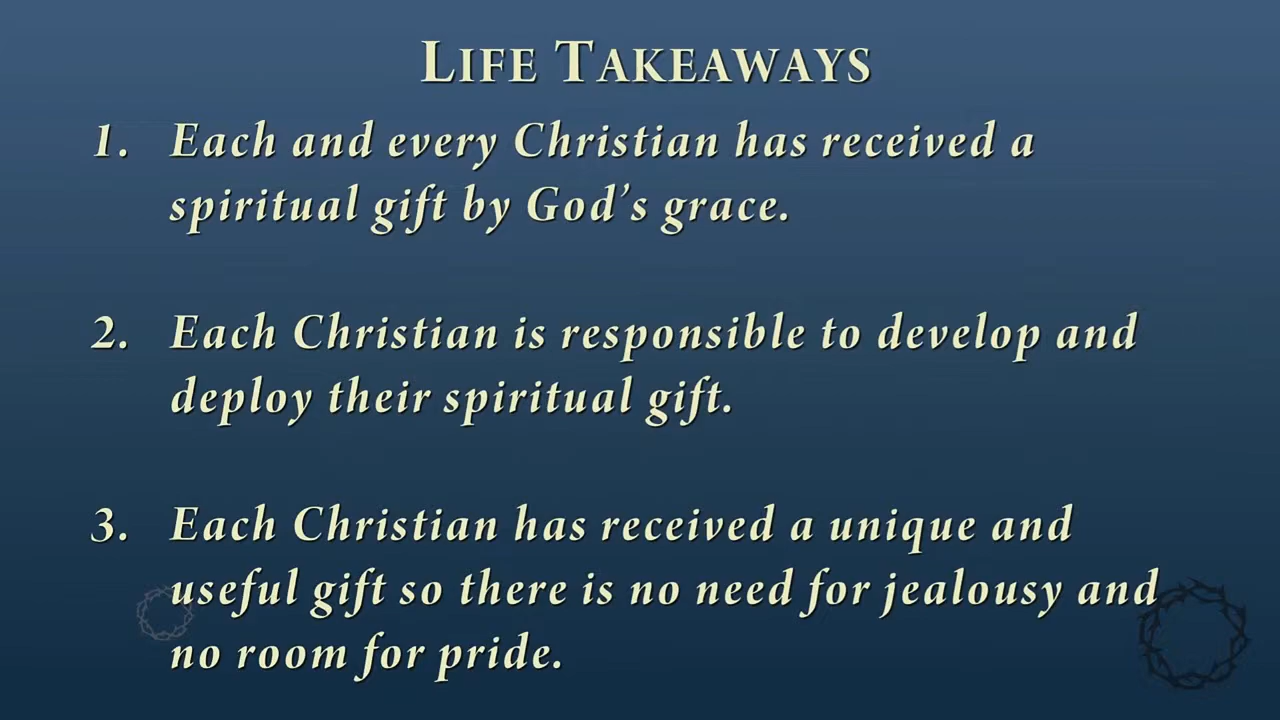 LIFE TAKEAWAYS
1. Each and every Christian has received a
spiritual gift by God’s grace.
2. Each Christian is responsible to develop and
deploy their spiritual gift.
3. Each Christian has received a unique and
useful gift so there is no need for jealousy and
no room for pride.